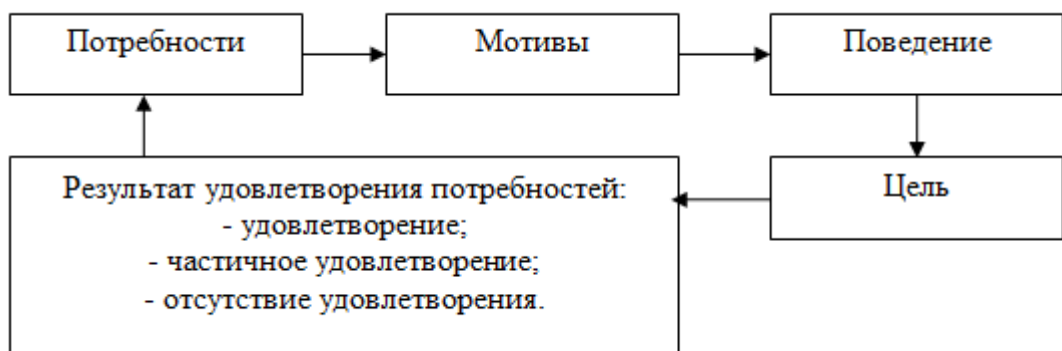 Потребности
Мотивы
Поведение
Результат удовлетворения потребностей:
- удовлетворение;
- частичное удовлетворение;
- отсутствие удовлетворения.
Цель